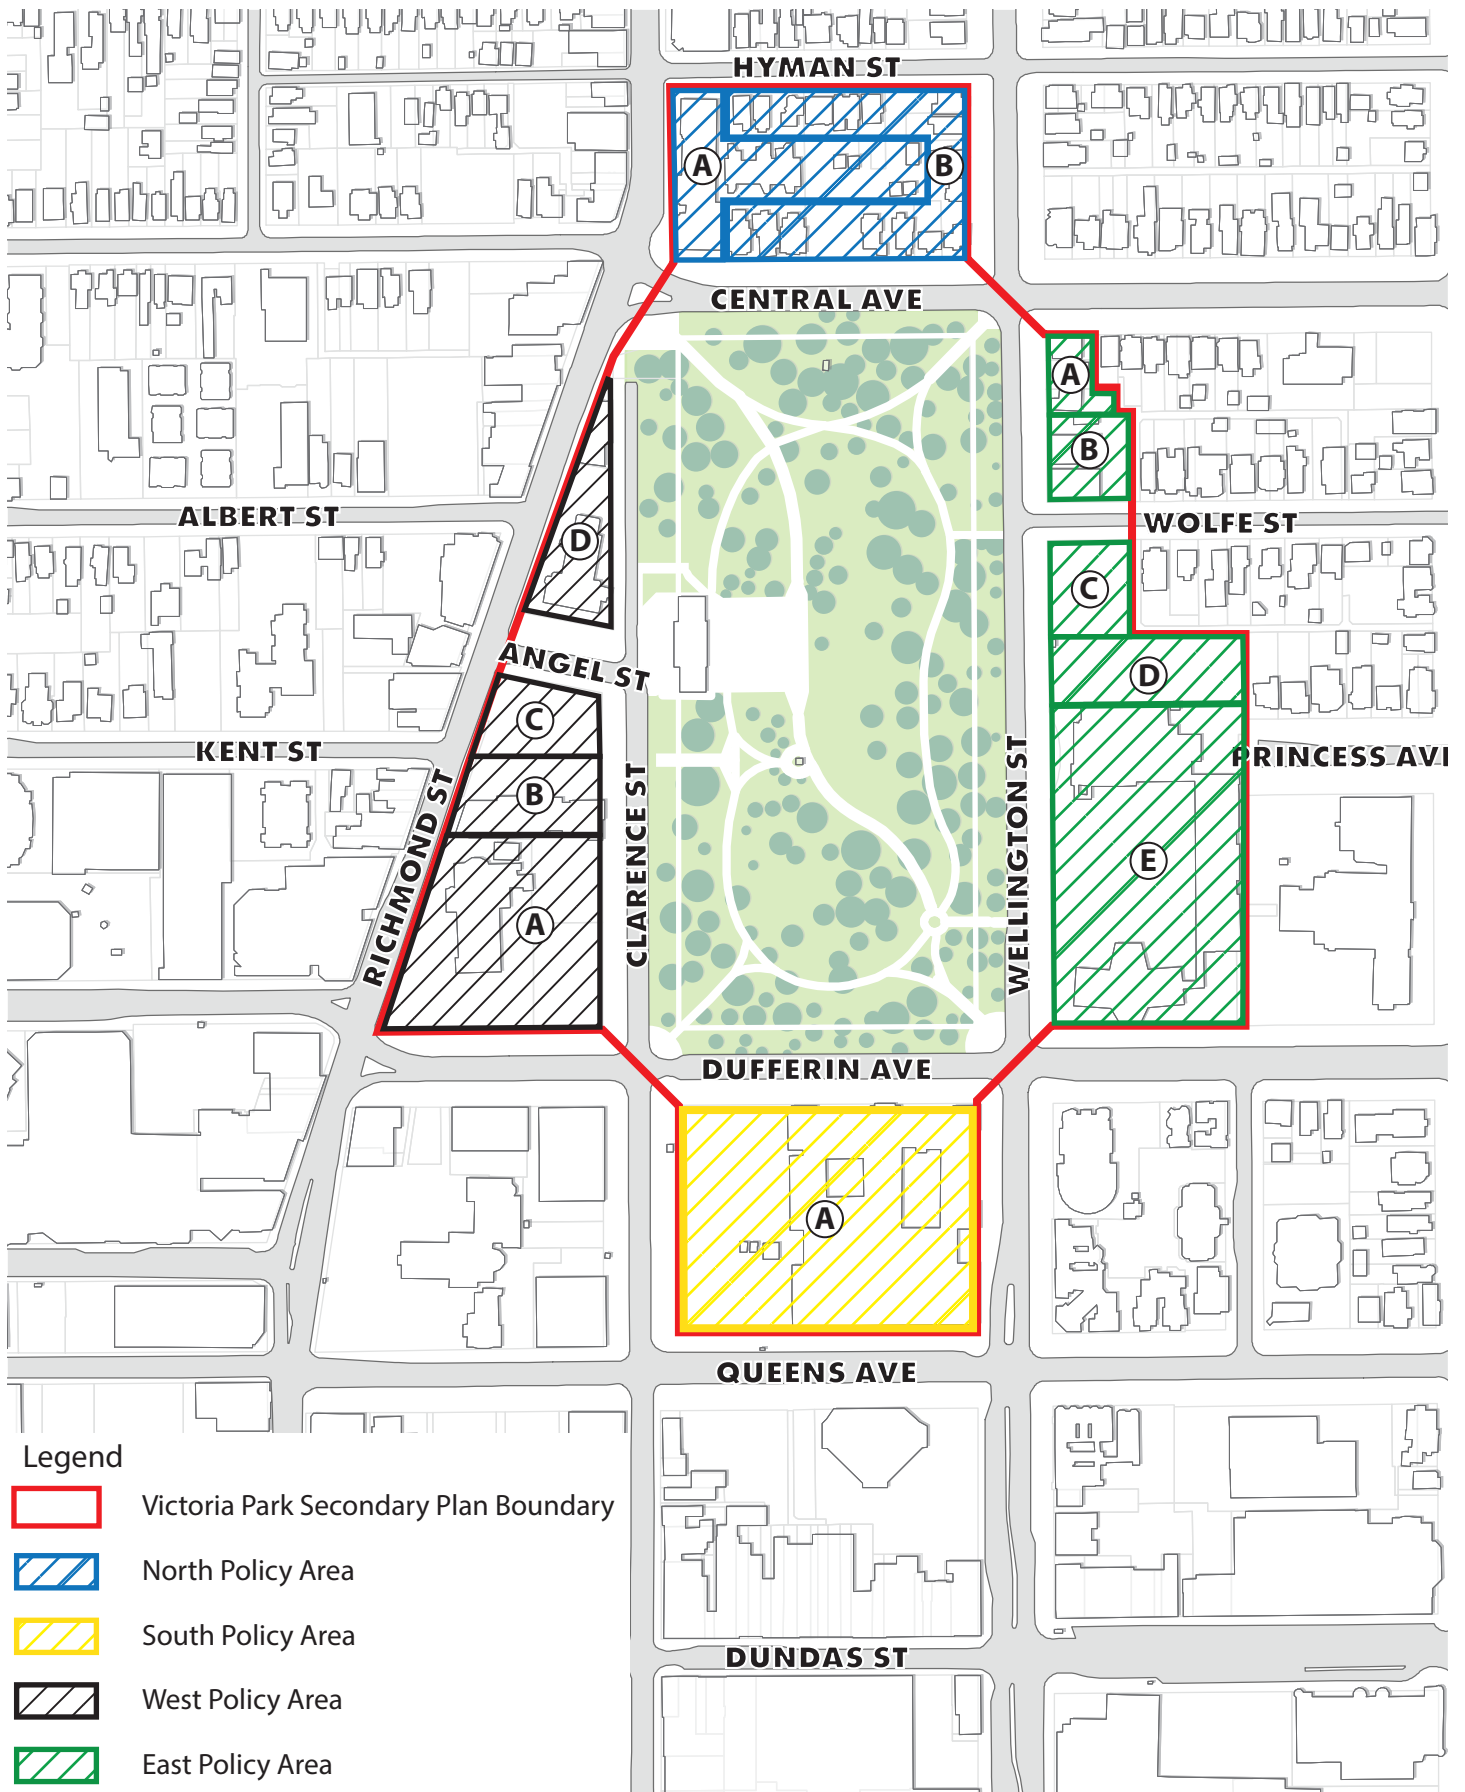 HYMAN ST
A
B
CENTRAL AVE
A
B
ALBERT ST
WOLFE ST
D
C
ANGEL ST
D
C
KENT ST
PRINCESS AVE
B
RICHMOND ST
CLARENCE ST
WELLINGTON ST
E
A
DUFFERIN AVE
A
QUEENS AVE
Legend
Victoria Park Secondary Plan Boundary
North Policy Area
South Policy Area
DUNDAS ST
West Policy Area
East Policy Area